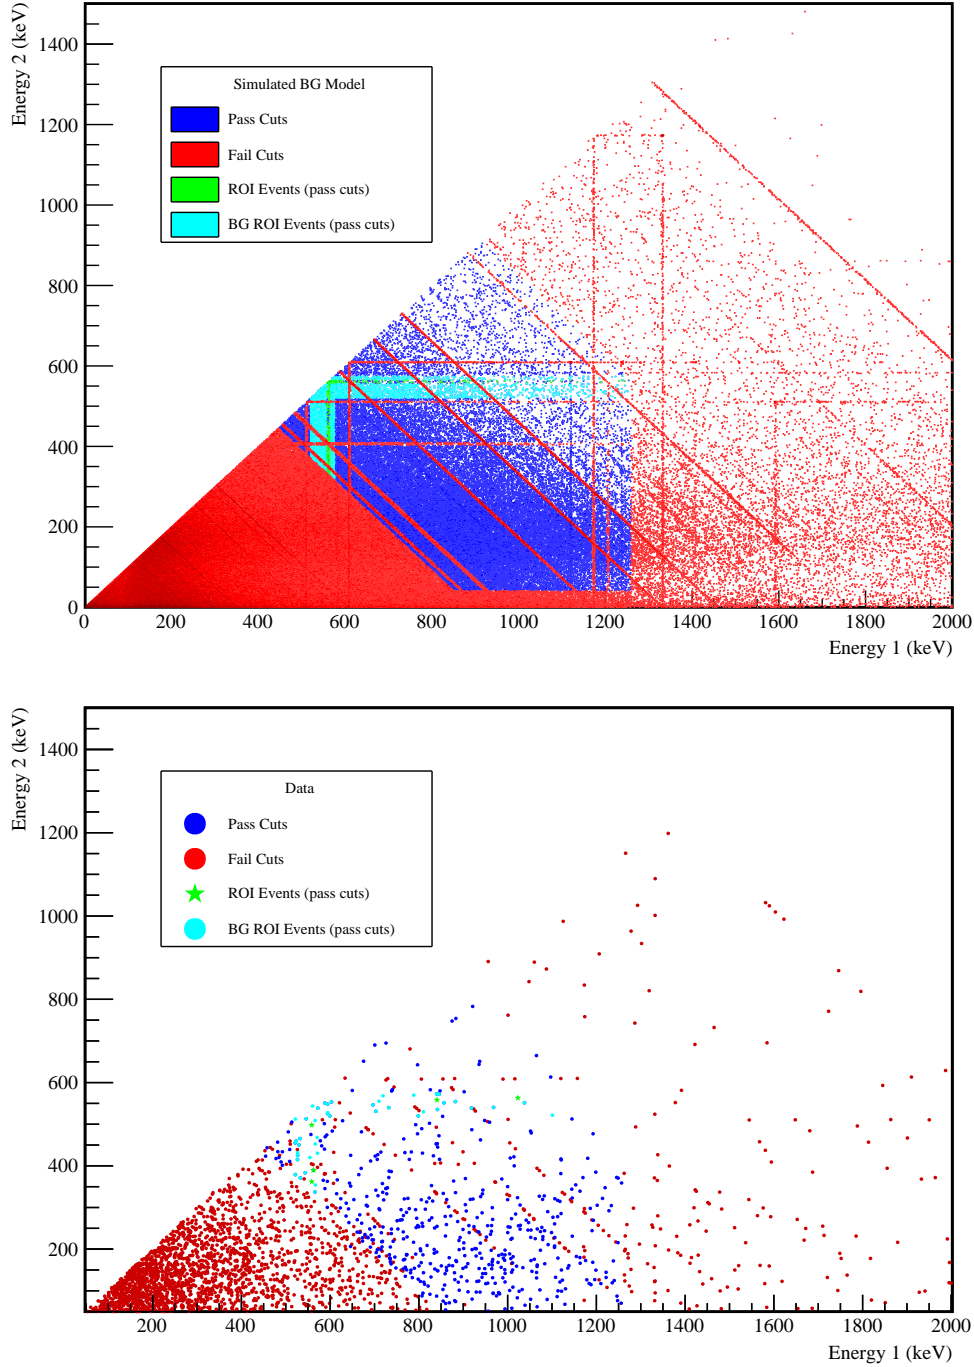 Energy 2 (keV)
1400
1200
1000
800
600
400
200
0
Simulated BG Model
Pass Cuts
Fail Cuts
ROI Events (pass cuts)
BG ROI Events (pass cuts)
0 200 400 600 800 1000 1200 1400 1600 1800 2000
Energy 1 (keV)
Energy 2 (keV)
1400
1200
1000
800
600
400
200
Data
Pass Cuts
Fail Cuts
ROI Events (pass cuts)
BG ROI Events (pass cuts)
200 400 600 800 1000 1200 1400 1600 1800 2000
Energy 1 (keV)